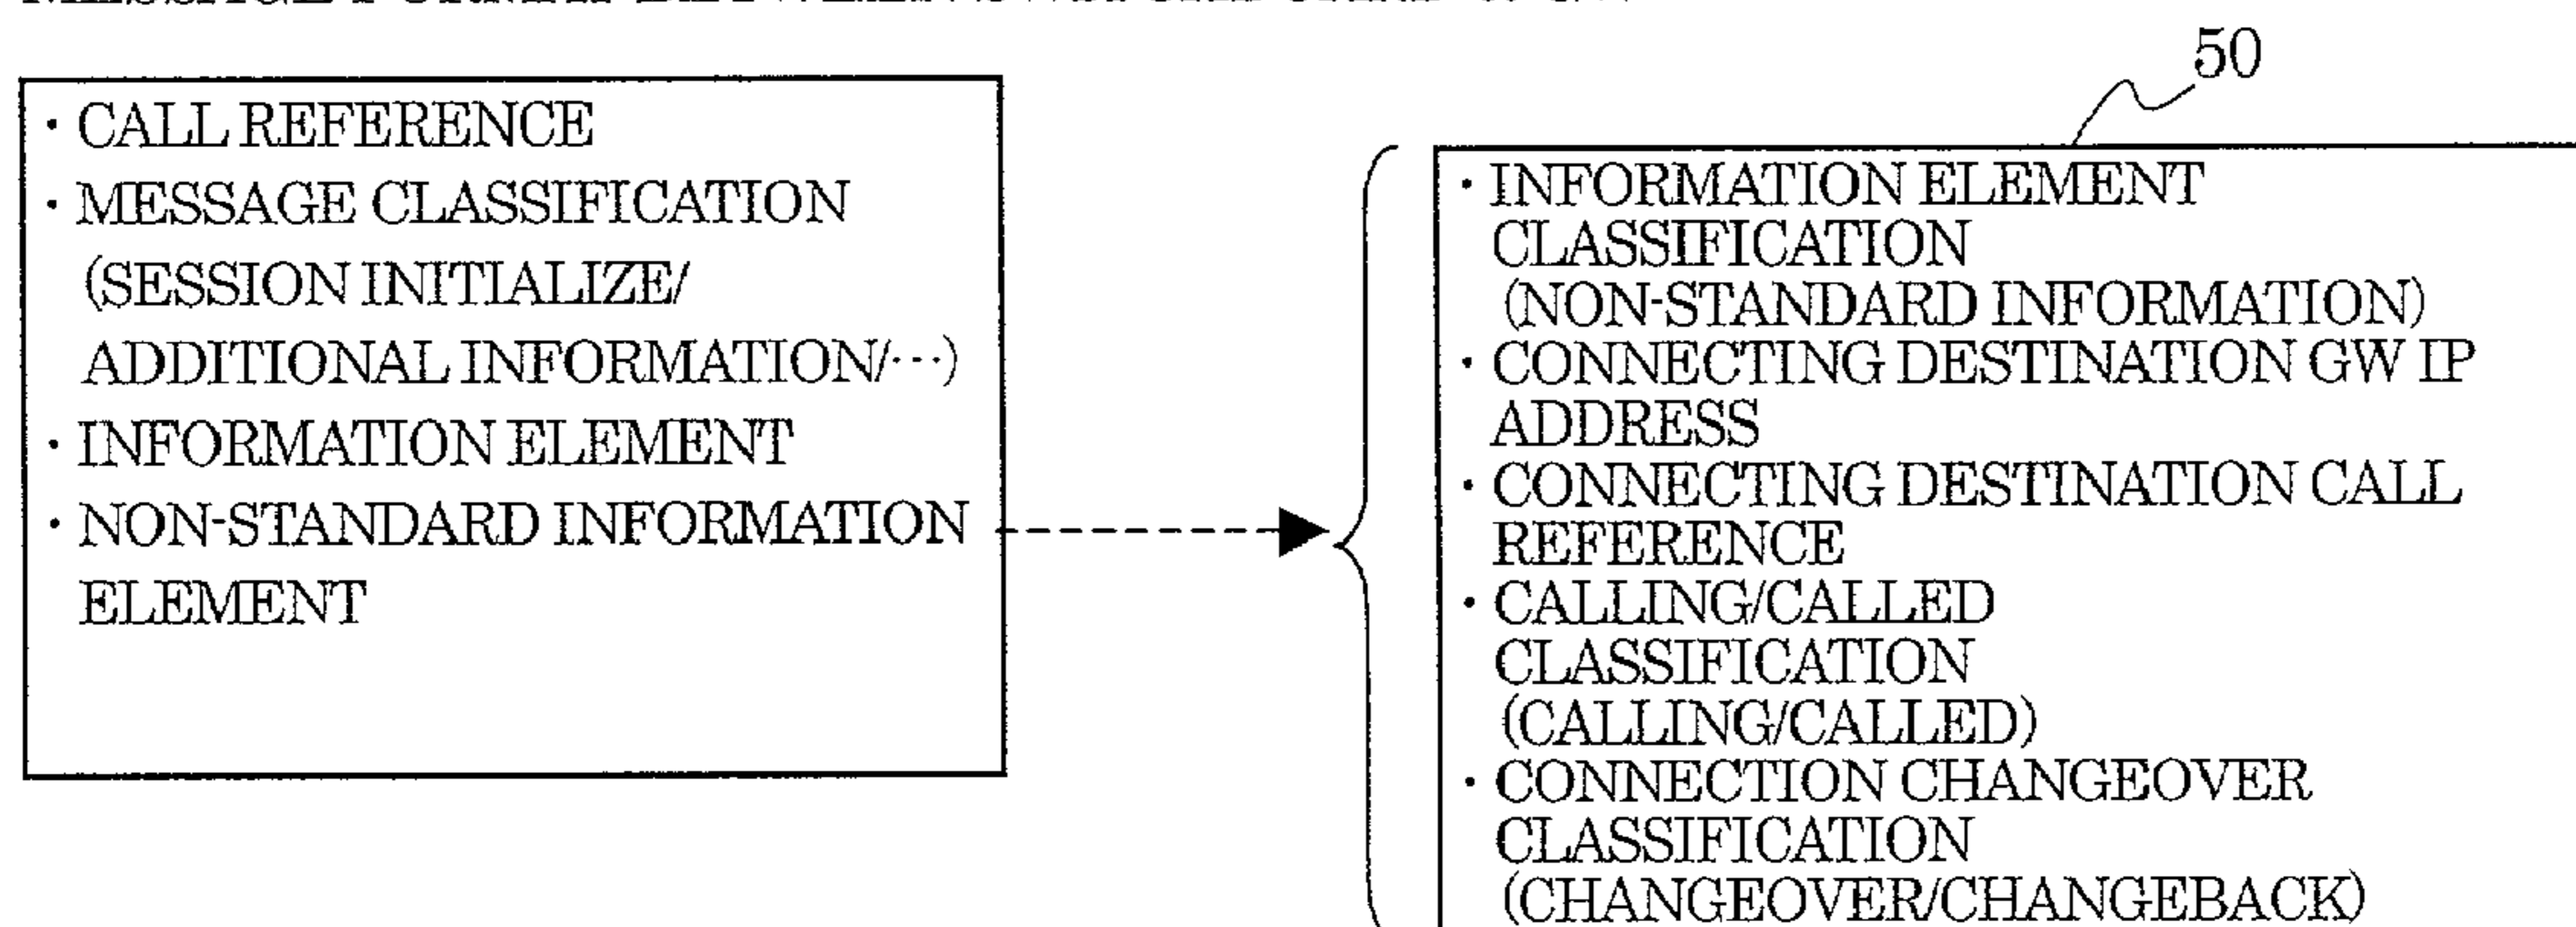 50
· CALL REFERENCE
· MESSAGE CLASSIFICATION
(SESSION INITIALIZE/
ADDITIONAL INFORMATION/···)
· INFORMATION ELEMENT
· NON-STANDARD INFORMATION
ELEMENT
· INFORMATION ELEMENT
CLASSIFICATION
(NON-STANDARD INFORMATION)
· CONNECTING DESTINATION GW IP
ADDRESS
· CONNECTING DESTINATION CALL
REFERENCE
· CALLING/CALLED
CLASSIFICATION
(CALLING/CALLED)
· CONNECTION CHANGEOVER
CLASSIFICATION
(CHANGEOVER/CHANGEBACK)